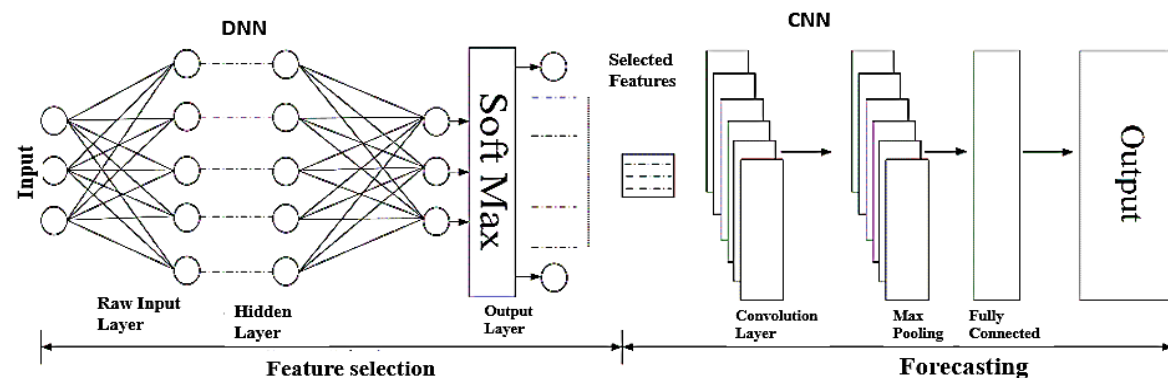 DNN
CNN
Input
Soft Max
Selected
Features
Output
Raw Input
Layer
Hidden
Layer
Output
Layer
Convolution
Layer
Max
Pooling
Fully
Connected
Feature selection
Forecasting